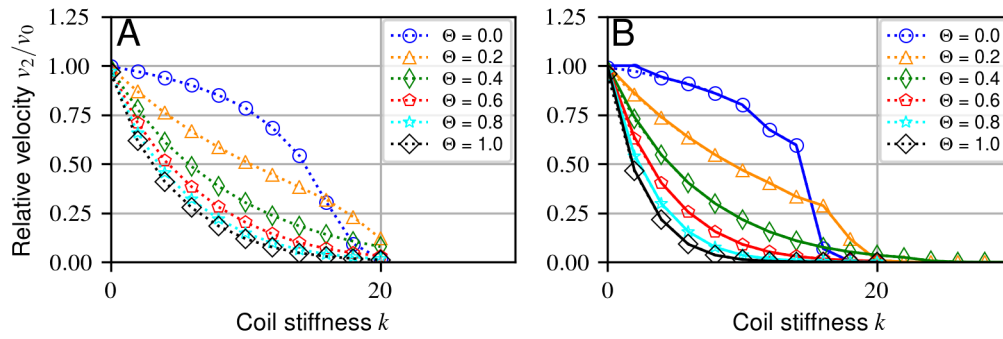 A
1.25
1.00
0.75
0.50
0.25
0.00
0
20
Relative velocity v₂/v₀
Coil stiffness k
Θ = 0.0
Θ = 0.2
Θ = 0.4
Θ = 0.6
Θ = 0.8
Θ = 1.0
B
1.25
1.00
0.75
0.50
0.25
0.00
0
20
Coil stiffness k
Θ = 0.0
Θ = 0.2
Θ = 0.4
Θ = 0.6
Θ = 0.8
Θ = 1.0